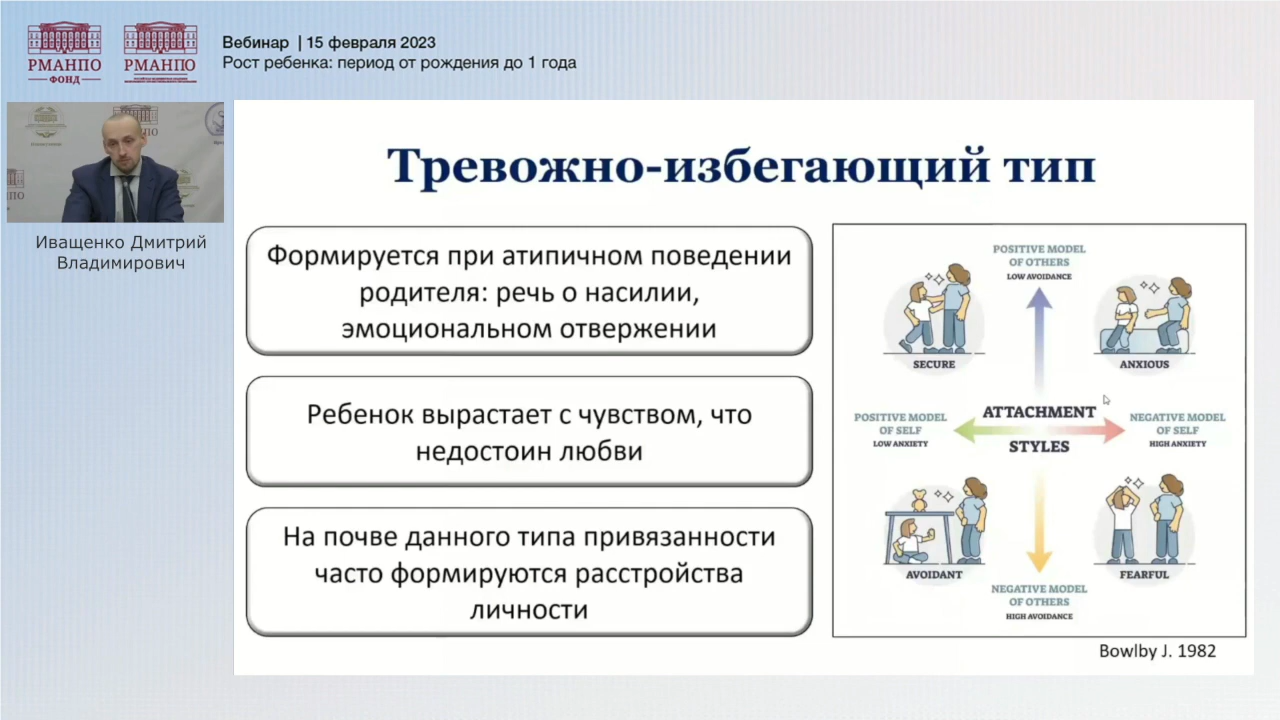 РМАНПО
ФОНД
РМАНПО
Вебинар | 15 февраля 2023
Рост ребенка: период от рождения до 1 года
Иващенко Дмитрий
Владимирович
Тревожно-избегающий тип
Формируется при атипичном поведении
родителя: речь о насилии,
эмоциональном отвержении
Ребенок вырастает с чувством, что
недостоин любви
На почве данного типа привязанности
часто формируются расстройства
личности
POSITIVE MODEL
OF OTHERS
LOW AVOIDANCE
SECURE
ANXIOUS
POSITIVE MODEL
OF SELF
LOW ANXIETY
ATTACHMENT
STYLES
NEGATIVE MODEL
OF SELF
HIGH ANXIETY
AVOIDANT
FEARFUL
NEGATIVE MODEL
OF OTHERS
HIGH AVOIDANCE
Bowlby J. 1982